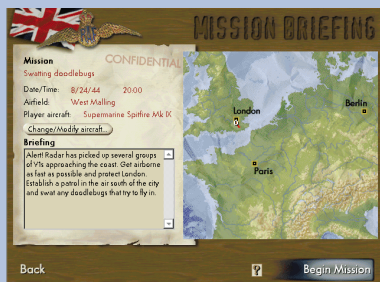 MISSION BRIEFING
CONFIDENTIAL
Mission
Swatting doodlebugs
Date/Time: 8/24/44 20:00
Airfield: West Malling
Player aircraft: Supermarine Spitfire Mk IX
Change/Modify aircraft...
Briefing
Alert! Radar has picked up several groups
of V1s approaching the coast. Get airborne
as fast as possible and protect London.
Establish a patrol in the air south of the city
and swat any doodlebugs that try to fly in.
London
Berlin
Paris
Back
?
Begin Mission